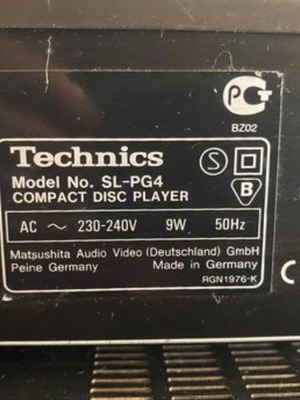 PCT
BZ02
Technics
S
Model No. SL-PG4
COMPACT DISC PLAYER
B
AC ~ 230-240V 9W 50Hz
Matsushita Audio Video (Deutschland) GmbH
Peine Germany Made in Germany
RGN1976-K